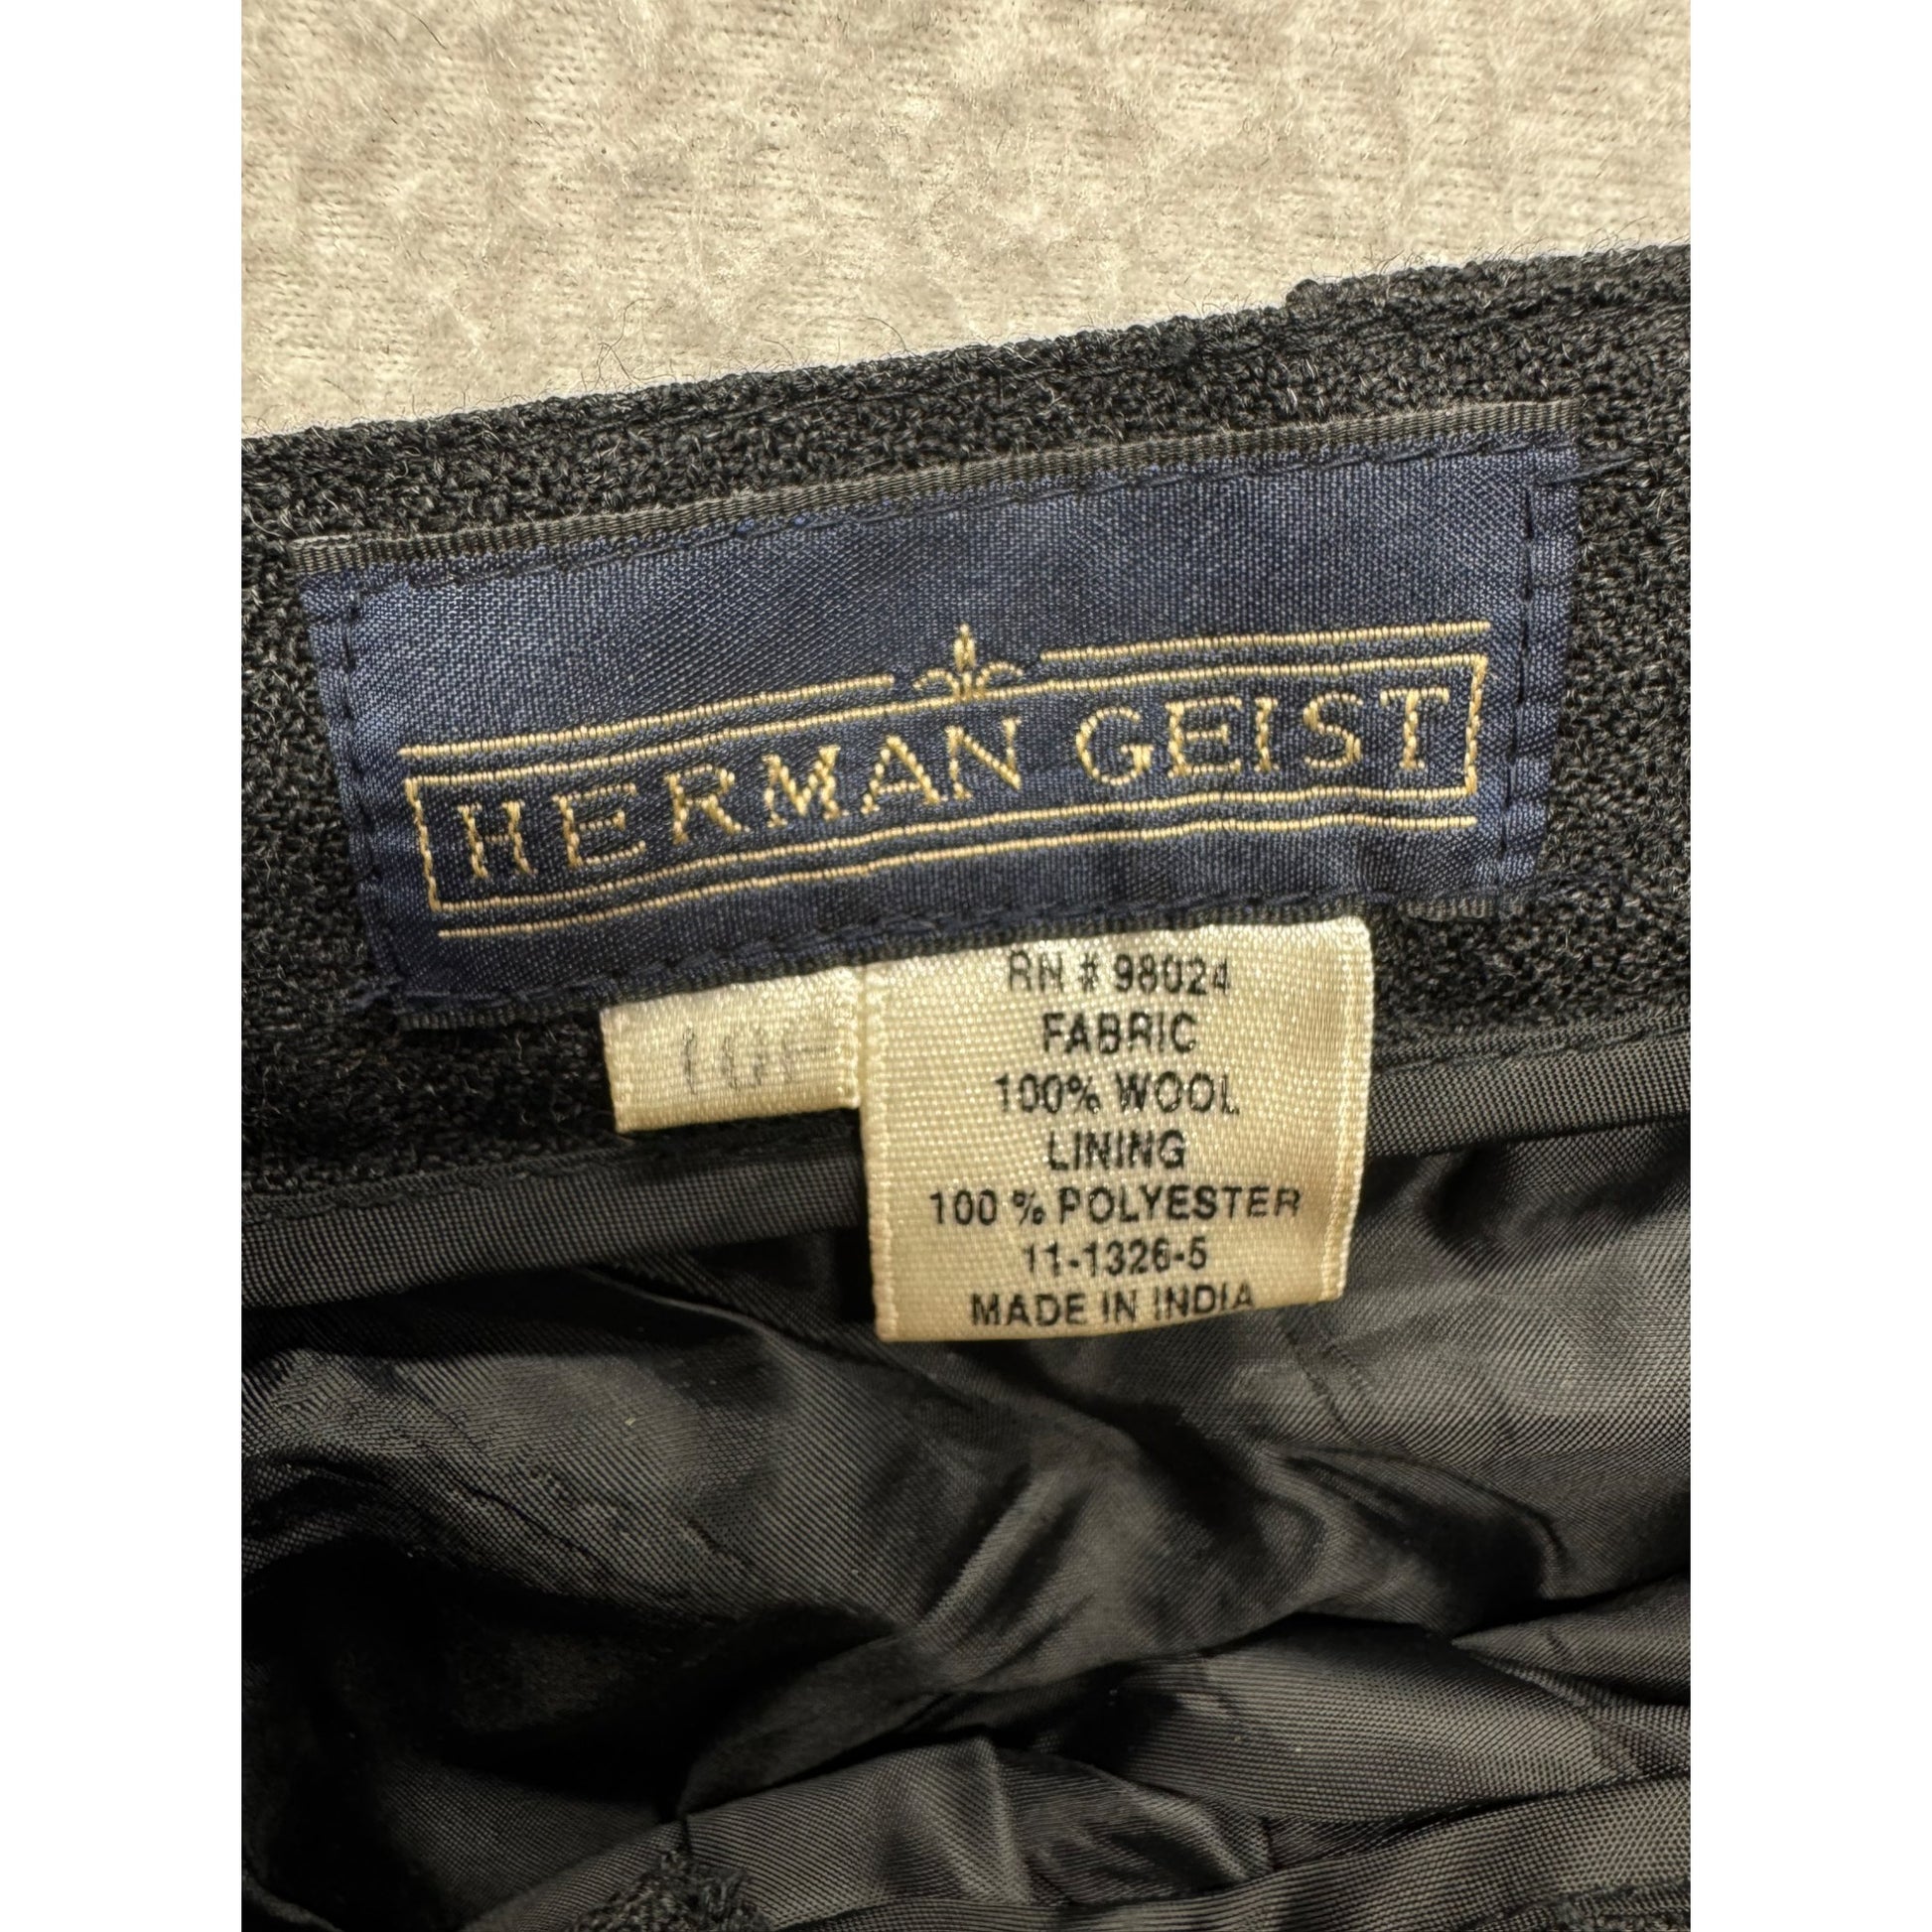 HERMAN GEIST
RN # 98024
FABRIC
100% WOOL
LINING
100 % POLYESTER
11-1326-5
MADE IN INDIA